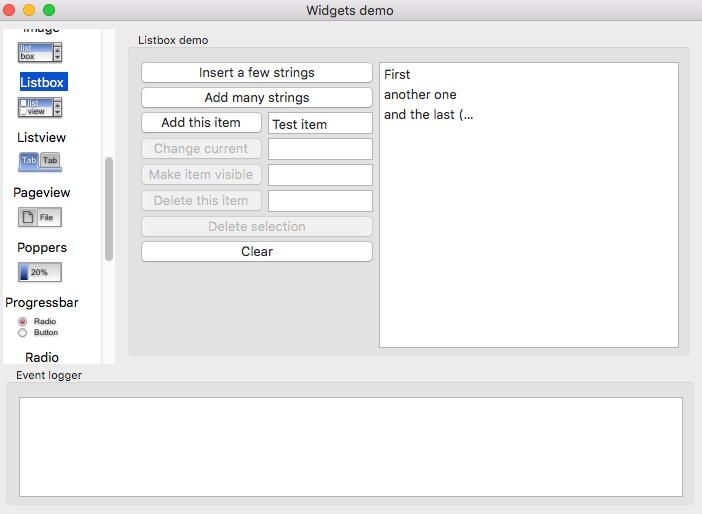 Widgets demo
Image
list
box
Listbox
list
view
Listview
Tab Tab
Pageview
File
Poppers
20%
Progressbar
Radio
Button
Radio
Listbox demo
Insert a few strings
Add many strings
Add this item Test item
Change current
Make item visible
Delete this item
Delete selection
Clear
First
another one
and the last (...
Event logger